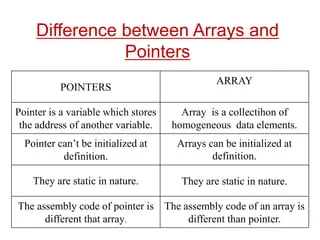 Difference between Arrays and
Pointers
POINTERS
ARRAY
Pointer is a variable which stores
the address of another variable.
Array is a collectihon of
homogeneous data elements.
Pointer can't be initialized at
definition.
Arrays can be initialized at
definition.
They are static in nature.
They are static in nature.
The assembly code of pointer is
different that array.
The assembly code of an array is
different than pointer.